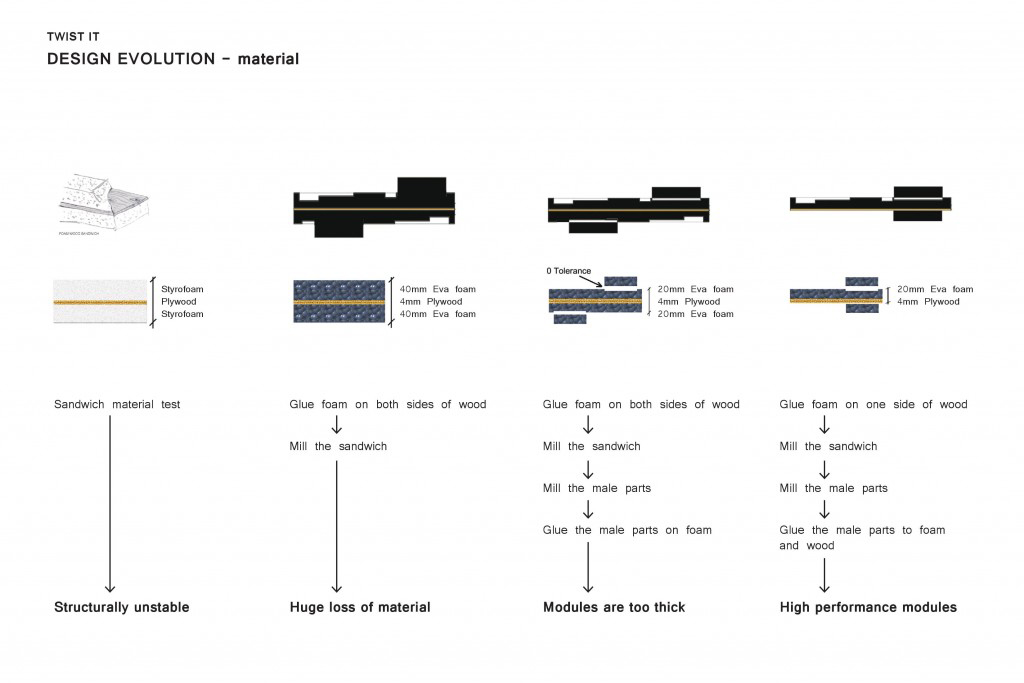 TWIST IT
DESIGN EVOLUTION - material
Styrofoam
Plywood
Styrofoam
40mm Eva foam
4mm Plywood
40mm Eva foam
0 Tolerance
20mm Eva foam
4mm Plywood
20mm Eva foam
20mm Eva foam
4mm Plywood
Sandwich material test
Structurally unstable
Glue foam on both sides of wood
Mill the sandwich
Huge loss of material
Glue foam on both sides of wood
Mill the sandwich
Mill the male parts
Glue the male parts on foam
Modules are too thick
Glue foam on one side of wood
Mill the sandwich
Mill the male parts
Glue the male parts to foam
and wood
High performance modules